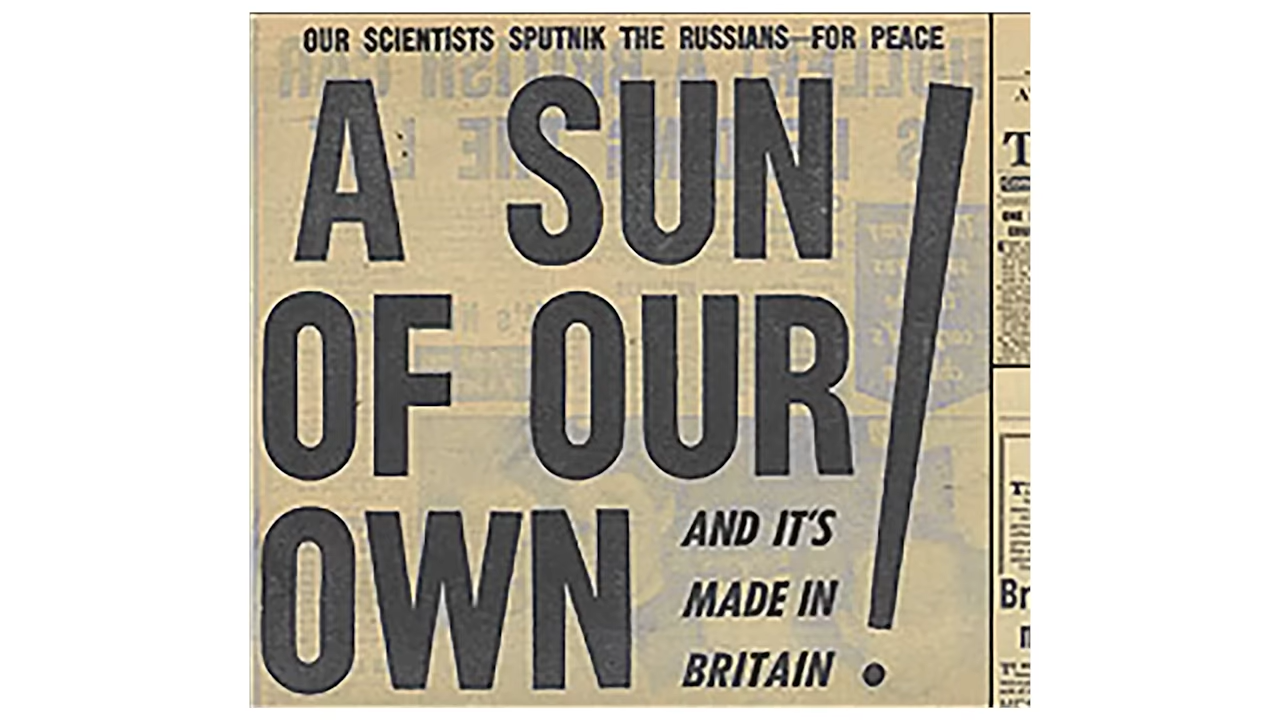 OUR SCIENTISTS SPUTNIK THE RUSSIANS—FOR PEACE
A SUN
OF OUR
OWN!
AND IT'S
MADE IN
BRITAIN